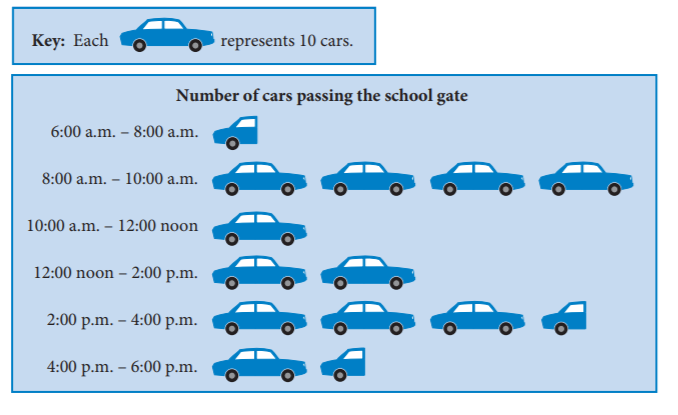 Key: Each represents 10 cars.
Number of cars passing the school gate
6:00 a.m. – 8:00 a.m.
8:00 a.m. – 10:00 a.m.
10:00 a.m. – 12:00 noon
12:00 noon – 2:00 p.m.
2:00 p.m. – 4:00 p.m.
4:00 p.m. – 6:00 p.m.